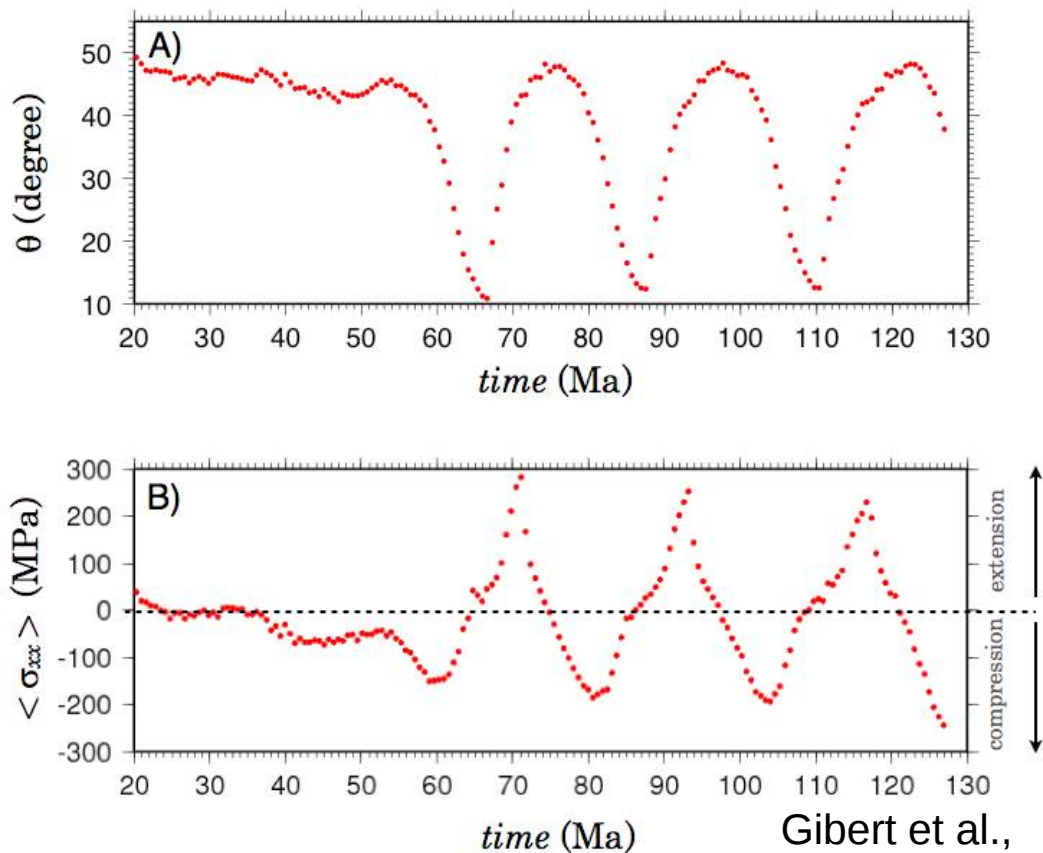 A)
θ (degree)
50
40
30
20
10
20 30 40 50 60 70 80 90 100 110 120 130
time (Ma)
B)
< σxx > (MPa)
300
200
100
0
-100
-200
-300
extension
compression
20 30 40 50 60 70 80 90 100 110 120 130
time (Ma)
Gibert et al.,